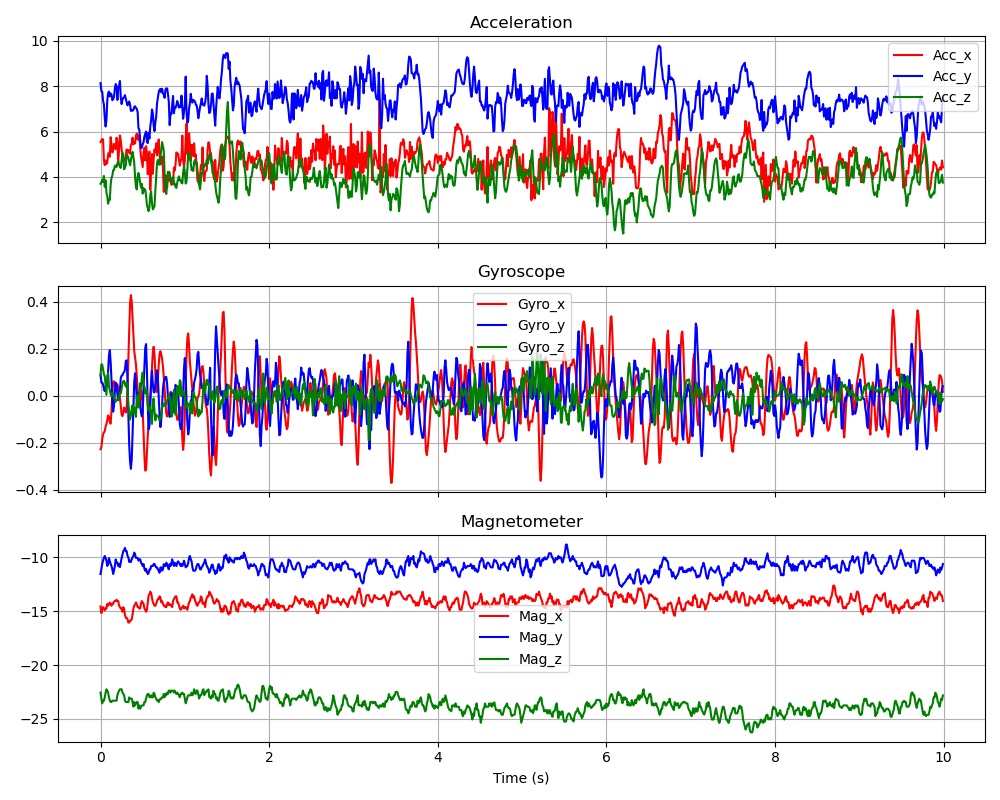 Acceleration
10
8
6
4
2
Acc_x
Acc_y
Acc_z
Gyroscope
0.4
0.2
0.0
−0.2
−0.4
Gyro_x
Gyro_y
Gyro_z
Magnetometer
−10
−15
−20
−25
Mag_x
Mag_y
Mag_z
0 2 4 6 8 10
Time (s)